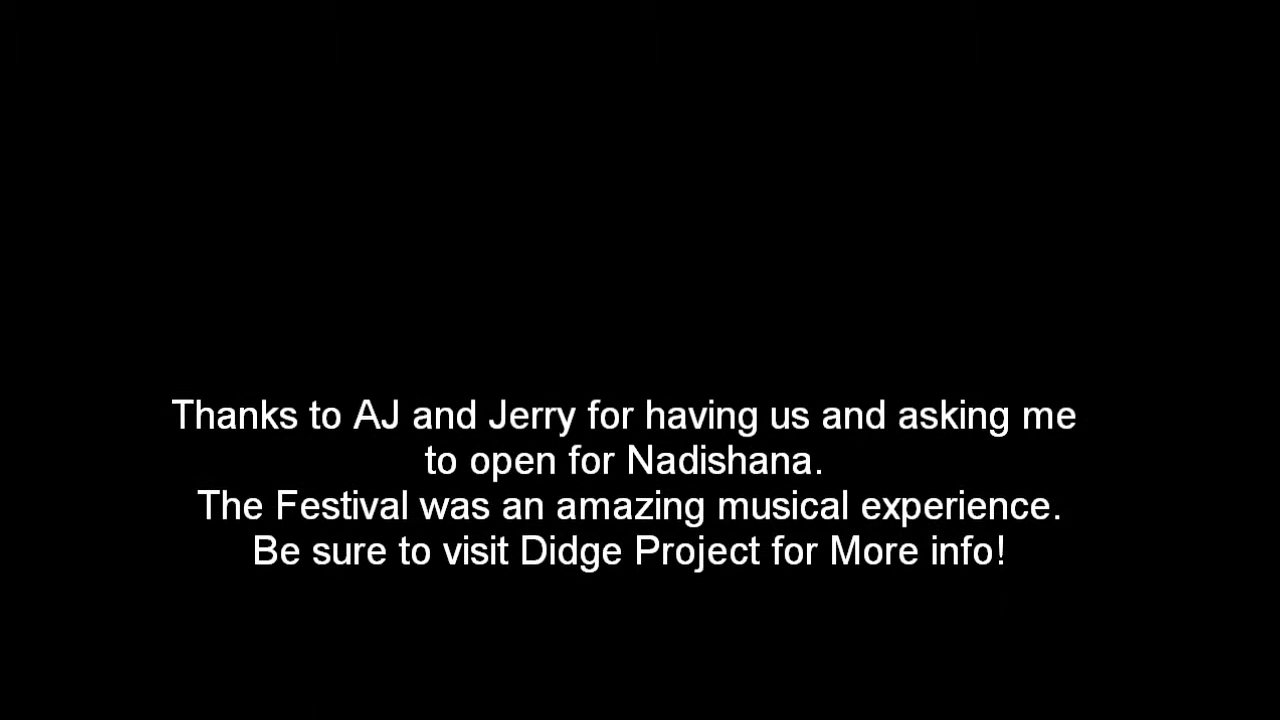 Thanks to AJ and Jerry for having us and asking me
to open for Nadishana.
The Festival was an amazing musical experience.
Be sure to visit Didge Project for More info!